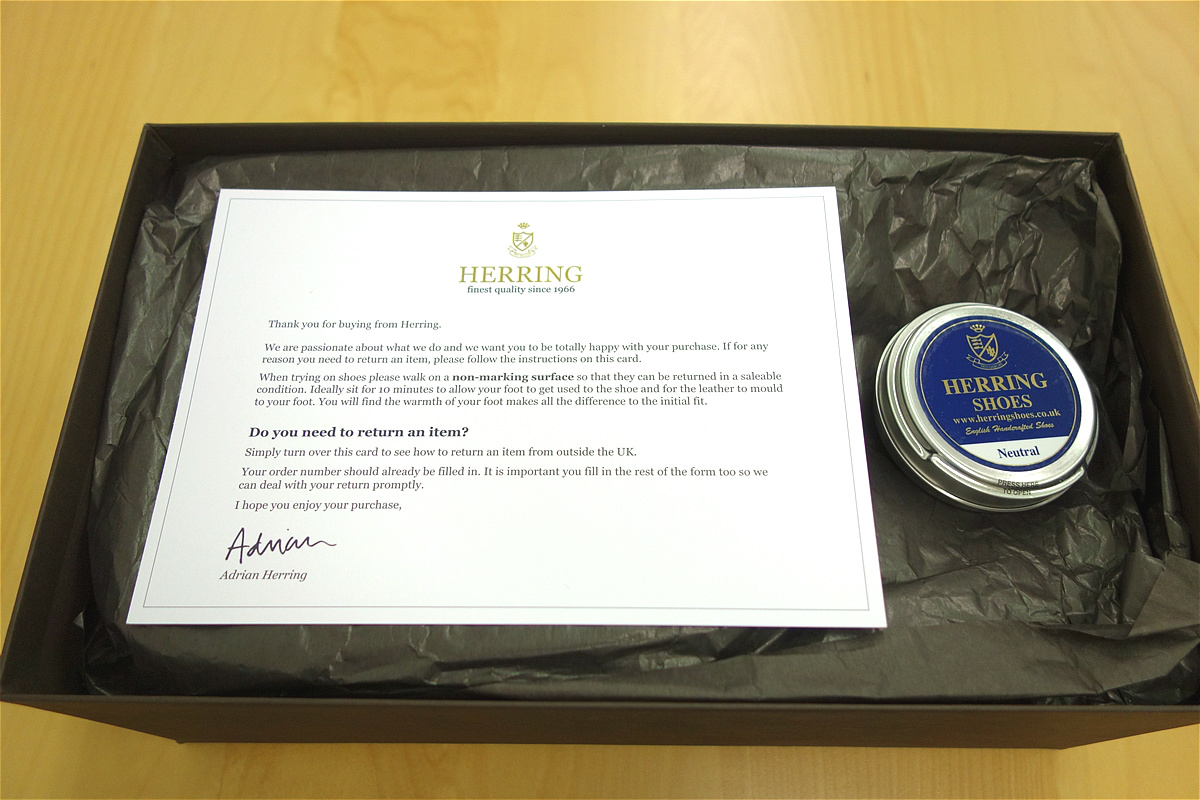 HERRING
finest quality since 1966
Thank you for buying from Herring.
We are passionate about what we do and we want you to be totally happy with your purchase. If for any
reason you need to return an item, please follow the instructions on this card.
When trying on shoes please walk on a non-marking surface so that they can be returned in a saleable
condition. Ideally sit for 10 minutes to allow your foot to get used to the shoe and for the leather to mould
to your foot. You will find the warmth of your foot makes all the difference to the initial fit.
Do you need to return an item?
Simply turn over this card to see how to return an item from outside the UK.
Your order number should already be filled in. It is important you fill in the rest of the form too so we
can deal with your return promptly.
I hope you enjoy your purchase,
Adrian
Adrian Herring
HERRING
SHOES
www.herringshoes.co.uk
English Handcrafted Shoes
Neutral
PRESS HERE
TO OPEN